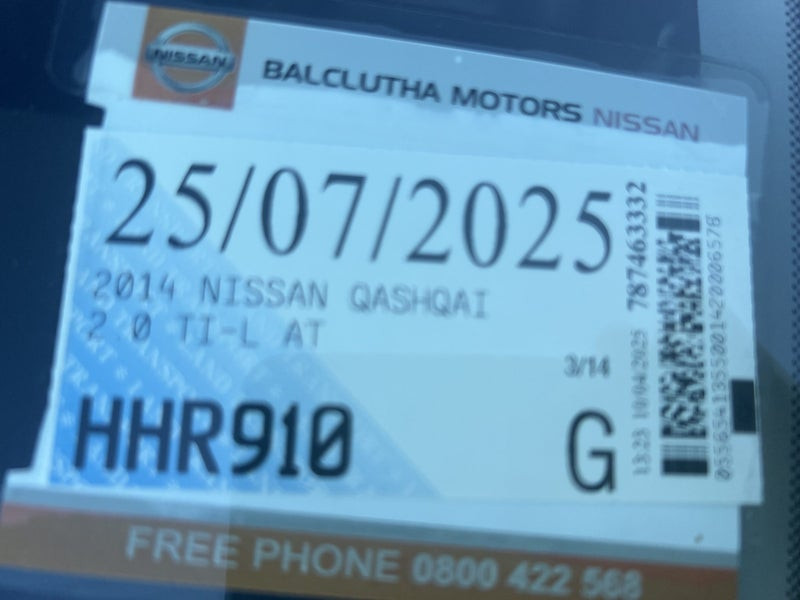 NISSAN
BALCLUTHA MOTORS NISSAN
25/07/2025
2014 NISSAN QASHQAI
2.0 TI-L AT
3/14
HHR910
G
787463332
13:23 10/04/2025
FREE PHONE 0800 422 568